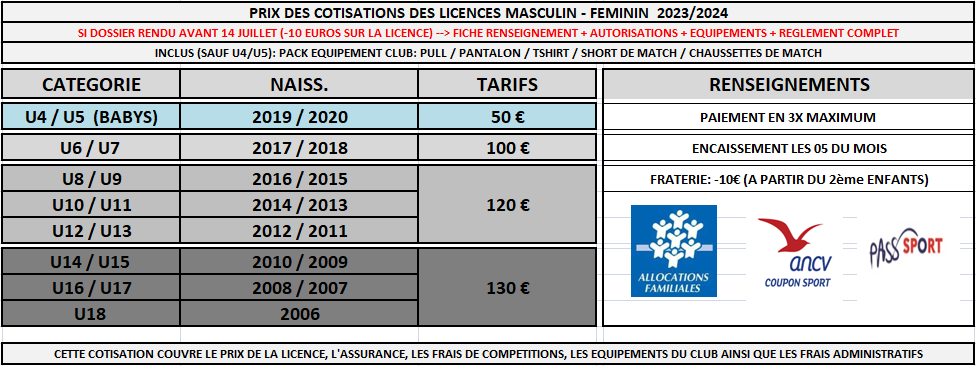 PRIX DES COTISATIONS DES LICENCES MASCULIN - FEMININ 2023/2024
SI DOSSIER RENDU AVANT 14 JUILLET (-10 EUROS SUR LA LICENCE) --> FICHE RENSEIGNEMENT + AUTORISATIONS + EQUIPEMENTS + REGLEMENT COMPLET
INCLUS (SAUF U4/U5): PACK EQUIPEMENT CLUB: PULL / PANTALON / TSHIRT / SHORT DE MATCH / CHAUSSETTES DE MATCH
CATEGORIE NAISS. TARIFS
U4 / U5 (BABYS) 2019 / 2020 50 €
U6 / U7 2017 / 2018 100 €
U8 / U9 2016 / 2015
U10 / U11 2014 / 2013 120 €
U12 / U13 2012 / 2011
U14 / U15 2010 / 2009
U16 / U17 2008 / 2007 130 €
U18 2006
RENSEIGNEMENTS
PAIEMENT EN 3X MAXIMUM
ENCAISSEMENT LES 05 DU MOIS
FRATERIE: -10€ (A PARTIR DU 2ème ENFANTS)
ALLOCATIONS
FAMILIALES
ancv
COUPON SPORT
PASS SPORT
CETTE COTISATION COUVRE LE PRIX DE LA LICENCE, L'ASSURANCE, LES FRAIS DE COMPETITIONS, LES EQUIPEMENTS DU CLUB AINSI QUE LES FRAIS ADMINISTRATIFS